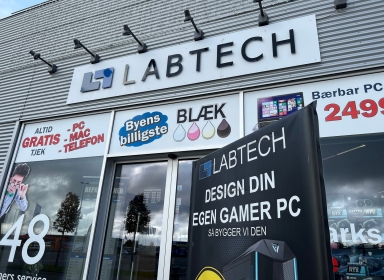 LABTECH
ALTID
GRATIS
TJEK
- PC
- MAC
- TELEFON
Byens
billigste
BLÆK
Bærbar PC
2499
LABTECH
DESIGN DIN
EGEN GAMER PC
SÅ BYGGER VI DEN
48